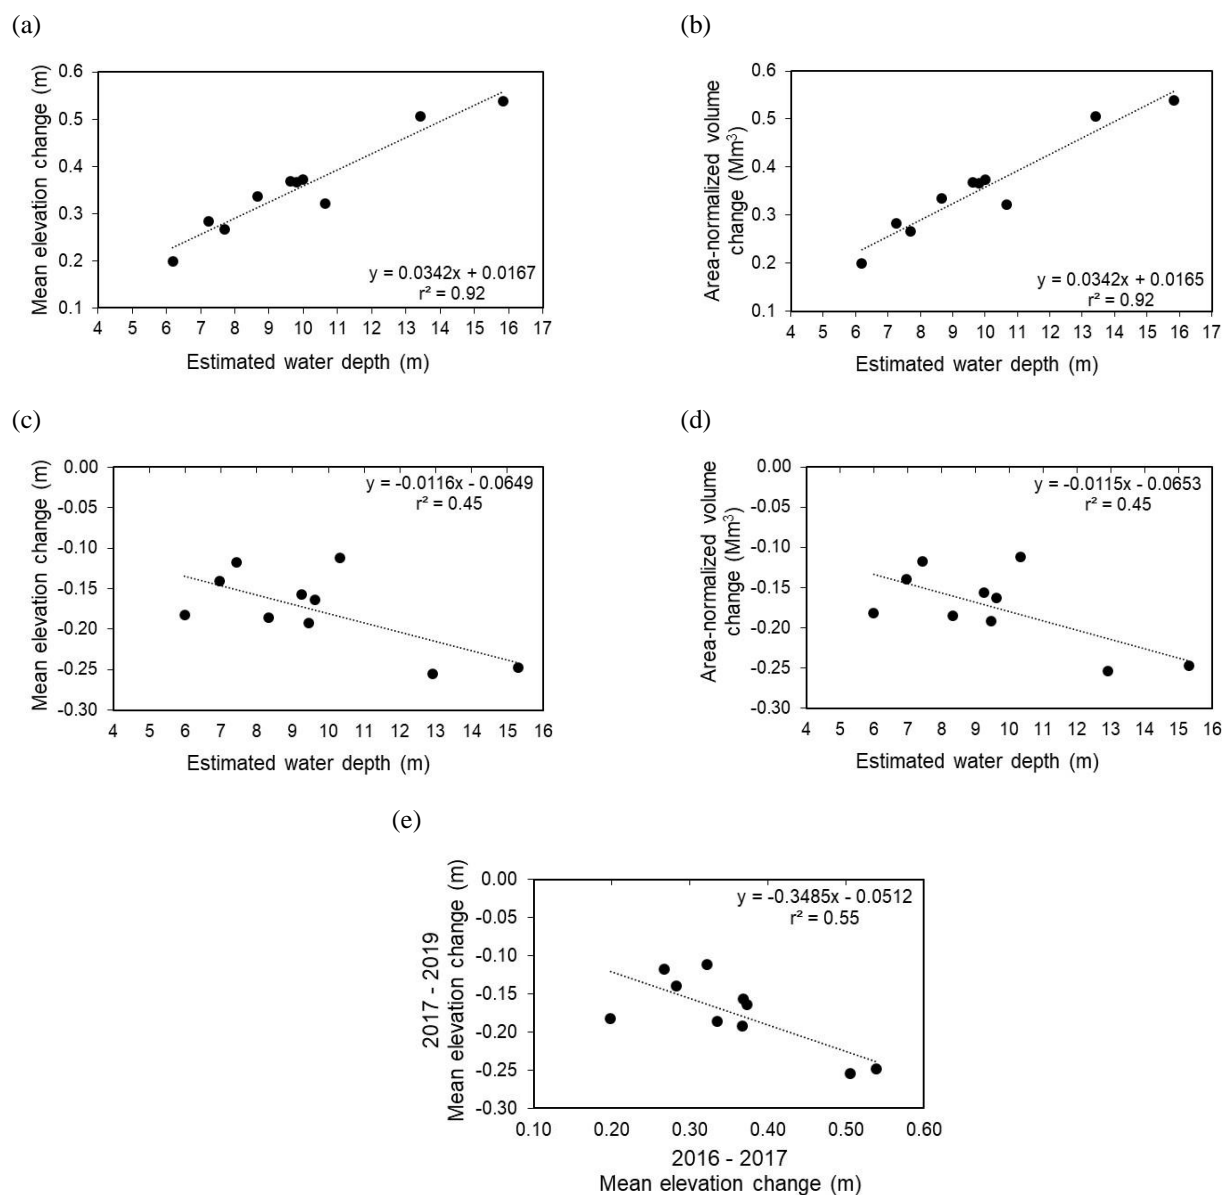 (a)
Mean elevation change (m)
0.6
0.5
0.4
0.3
0.2
0.1
y = 0.0342x + 0.0167
r² = 0.92
4 5 6 7 8 9 10 11 12 13 14 15 16 17
Estimated water depth (m)
(b)
Area-normalized volume
change (Mm³)
0.6
0.5
0.4
0.3
0.2
0.1
y = 0.0342x + 0.0165
r² = 0.92
4 5 6 7 8 9 10 11 12 13 14 15 16 17
Estimated water depth (m)
(c)
Mean elevation change (m)
0.00
-0.05
-0.10
-0.15
-0.20
-0.25
-0.30
y = -0.0116x - 0.0649
r² = 0.45
4 5 6 7 8 9 10 11 12 13 14 15 16
Estimated water depth (m)
(d)
Area-normalized volume
change (Mm³)
0.00
-0.05
-0.10
-0.15
-0.20
-0.25
-0.30
y = -0.0115x - 0.0653
r² = 0.45
4 5 6 7 8 9 10 11 12 13 14 15 16
Estimated water depth (m)
(e)
2017 - 2019
Mean elevation change (m)
0.00
-0.05
-0.10
-0.15
-0.20
-0.25
-0.30
y = -0.3485x - 0.0512
r² = 0.55
0.10 0.20 0.30 0.40 0.50 0.60
2016 - 2017
Mean elevation change (m)